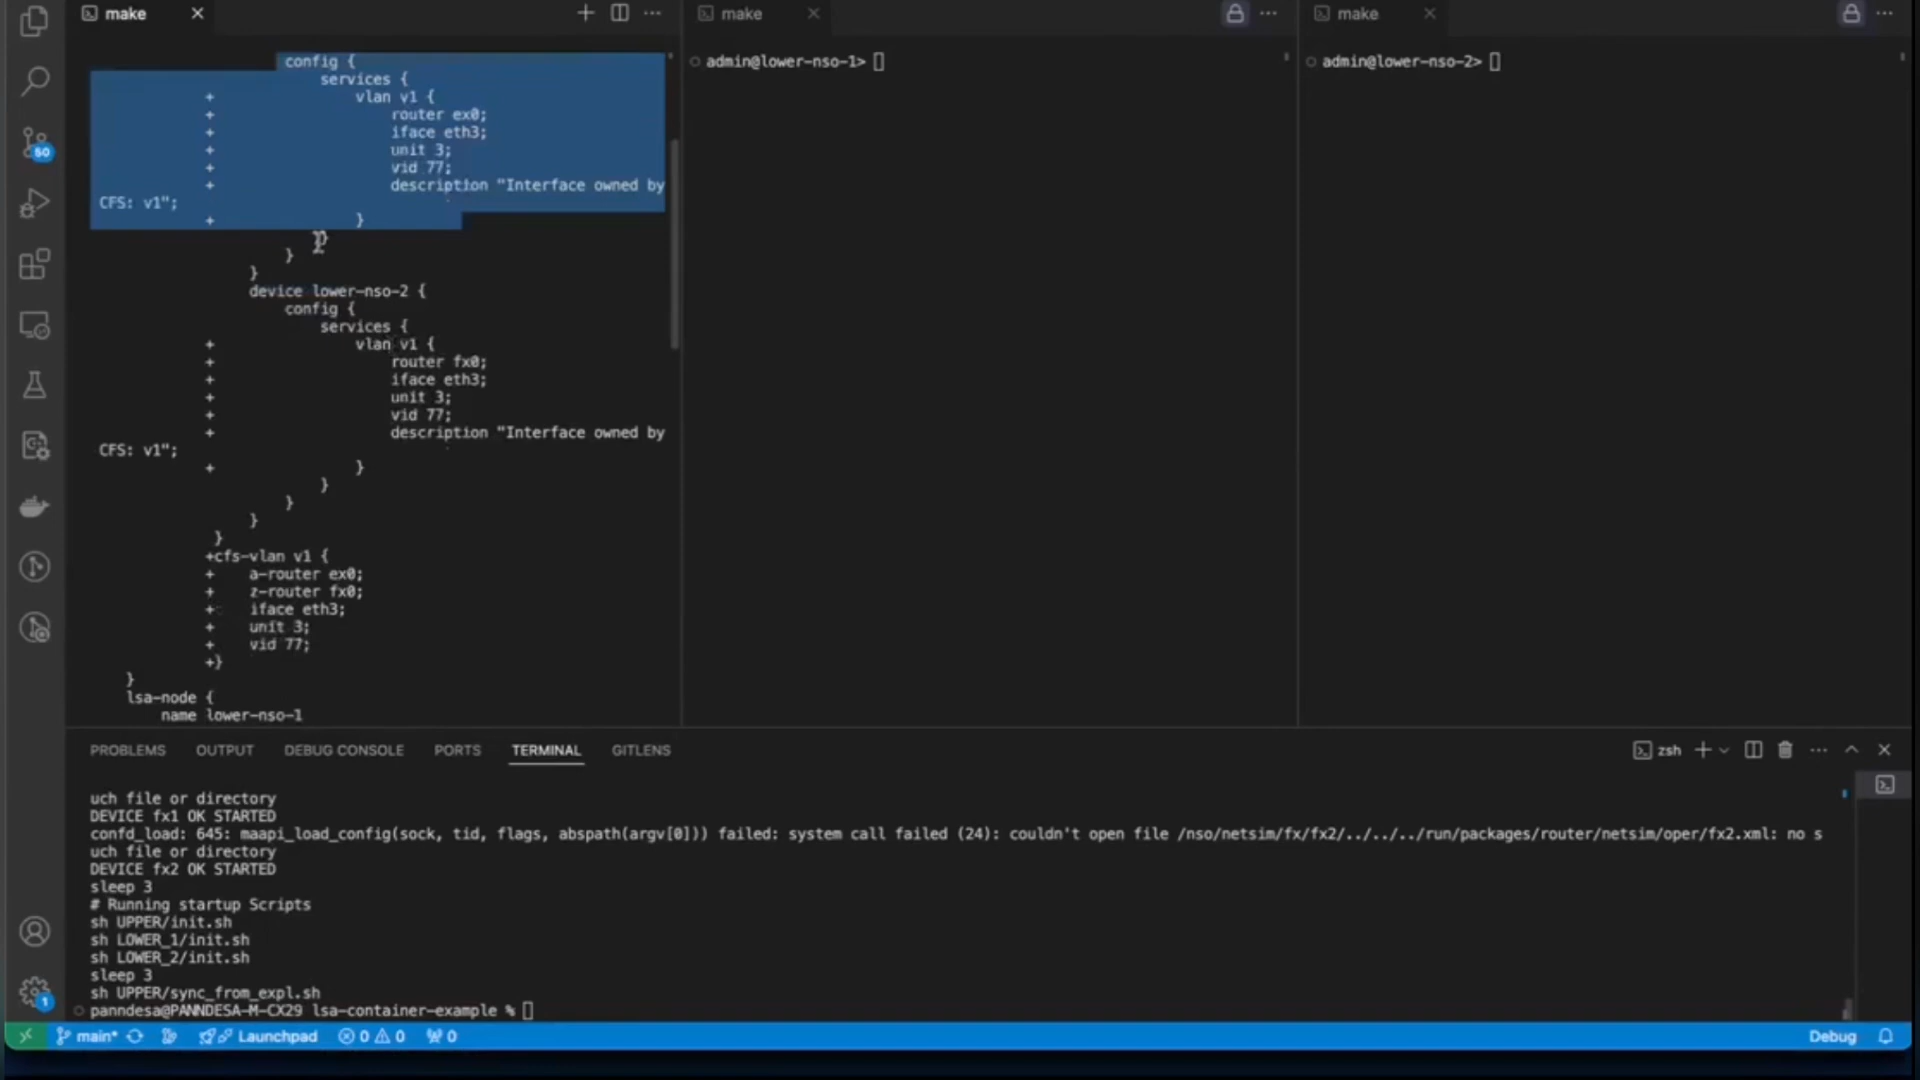 make
config {
services {
+ vlan v1 {
+ router ex0;
+ iface eth3;
+ unit 3;
+ vid 77;
+ description "Interface owned by
CFS: v1";
+ }
}
}
}
device lower-nso-2 {
config {
services {
+ vlan v1 {
+ router fx0;
+ iface eth3;
+ unit 3;
+ vid 77;
+ description "Interface owned by
CFS: v1";
+ }
}
}
}
}
+cfs-vlan v1 {
+ a-router ex0;
+ z-router fx0;
+ iface eth3;
+ unit 3;
+ vid 77;
+}
}
lsa-node {
name lower-nso-1
make
admin@lower-nso-1>
make
admin@lower-nso-2>
50
PROBLEMS OUTPUT DEBUG CONSOLE PORTS TERMINAL GITLENS
zsh
uch file or directory
DEVICE fx1 OK STARTED
confd_load: 645: maapi_load_config(sock, tid, flags, abspath(argv[0])) failed: system call failed (24): couldn't open file /nso/netsim/fx/fx2/../../../run/packages/router/netsim/oper/fx2.xml: no s
uch file or directory
DEVICE fx2 OK STARTED
sleep 3
# Running startup Scripts
sh UPPER/init.sh
sh LOWER_1/init.sh
sh LOWER_2/init.sh
sleep 3
sh UPPER/sync_from_expl.sh
panndesa@PANNDESA-M-CX29 lsa-container-example %
1
main* Launchpad 0 0 0 Debug